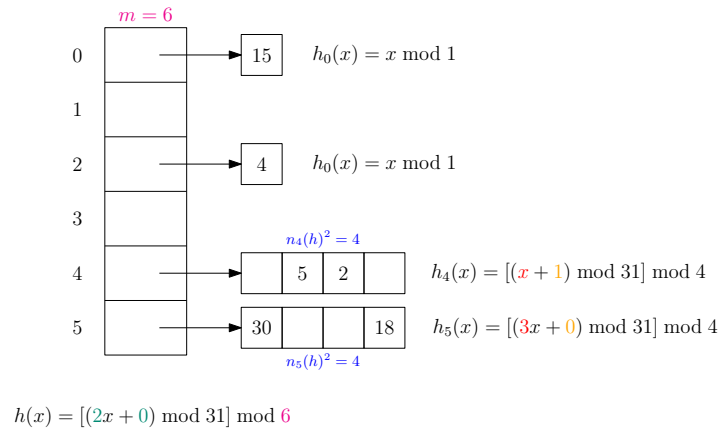 m = 6
0 15 h₀(x) = x mod 1
1
2 4 h₀(x) = x mod 1
3
n₄(h)² = 4
4 5 2 h₄(x) = [(x + 1) mod 31] mod 4
5 30 18 h₅(x) = [(3x + 0) mod 31] mod 4
n₅(h)² = 4
h(x) = [(2x + 0) mod 31] mod 6